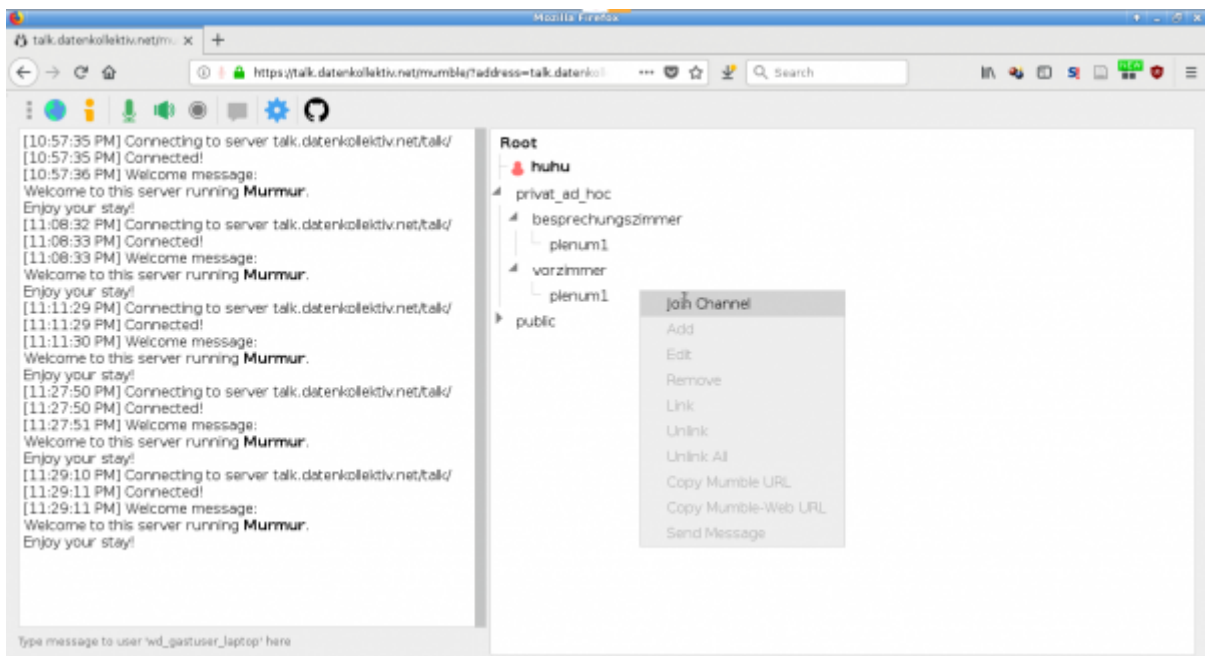 Mozilla Firefox
talk.datenkollektiv.net/m
https://talk.datenkollektiv.net/mumble/?address=talk.datenkol
Search
NEW
[10:57:35 PM] Connecting to server talk.datenkollektiv.net/talk/
[10:57:35 PM] Connected!
[10:57:36 PM] Welcome message:
Welcome to this server running Murmur.
Enjoy your stay!
[11:08:32 PM] Connecting to server talk.datenkollektiv.net/talk/
[11:08:33 PM] Connected!
[11:08:33 PM] Welcome message:
Welcome to this server running Murmur.
Enjoy your stay!
[11:11:29 PM] Connecting to server talk.datenkollektiv.net/talk/
[11:11:29 PM] Connected!
[11:11:30 PM] Welcome message:
Welcome to this server running Murmur.
Enjoy your stay!
[11:27:50 PM] Connecting to server talk.datenkollektiv.net/talk/
[11:27:50 PM] Connected!
[11:27:51 PM] Welcome message:
Welcome to this server running Murmur.
Enjoy your stay!
[11:29:10 PM] Connecting to server talk.datenkollektiv.net/talk/
[11:29:11 PM] Connected!
[11:29:11 PM] Welcome message:
Welcome to this server running Murmur.
Enjoy your stay!
Type message to user 'wd_gastuser_laptop' here
Root
huhu
privat_ad_hoc
besprechungszimmer
plenum1
vorzimmer
plenum1
public
Join Channel
Add
Edit
Remove
Link
Unlink
Unlink All
Copy Mumble URL
Copy Mumble-Web URL
Send Message